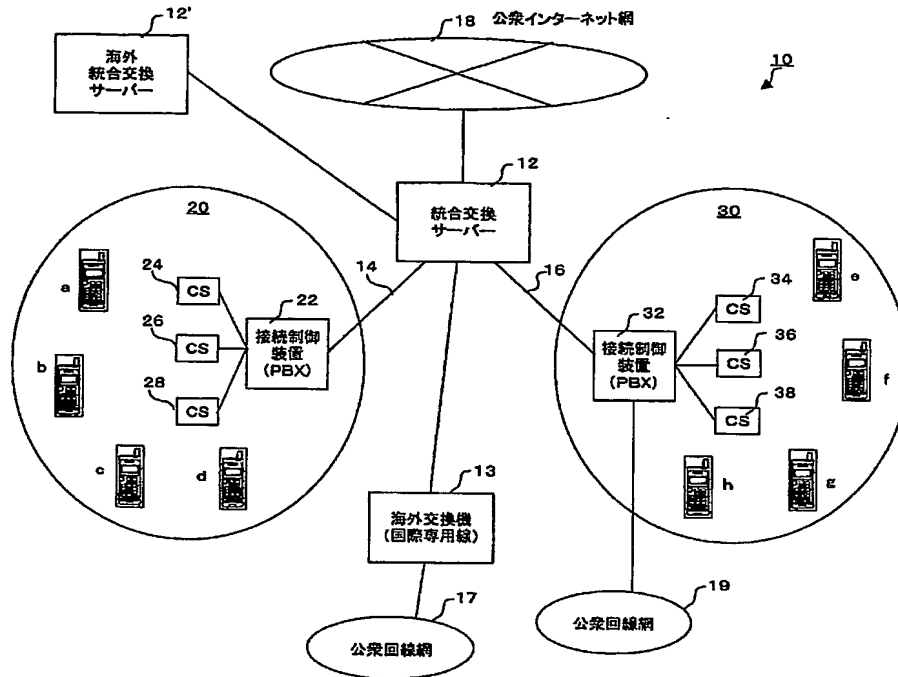 12'
海外
統合交換
サーバー
18
公衆インターネット網
10
12
統合交換
サーバー
20
a
b
c
d
24
CS
26
CS
28
CS
22
接続制御
装置
(PBX)
14
16
30
32
接続制御
装置
(PBX)
34
CS
36
CS
38
CS
e
f
g
h
13
海外交換機
(国際専用線)
17
公衆回線網
19
公衆回線網